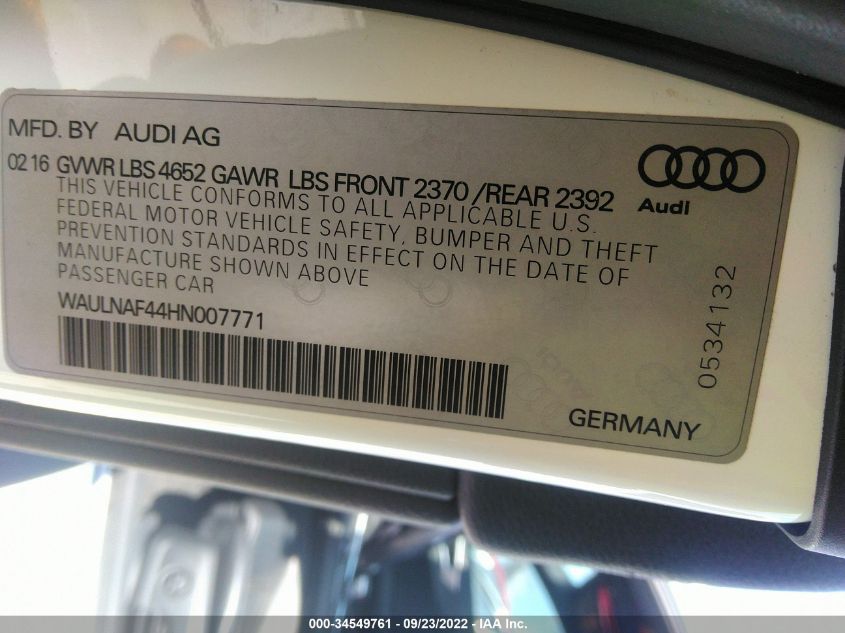 MFD. BY AUDI AG
02 16 GVWR LBS 4652 GAWR LBS FRONT 2370 /REAR 2392
THIS VEHICLE CONFORMS TO ALL APPLICABLE U.S.
FEDERAL MOTOR VEHICLE SAFETY, BUMPER AND THEFT
PREVENTION STANDARDS IN EFFECT ON THE DATE OF
MANUFACTURE SHOWN ABOVE
PASSENGER CAR
WAULNAF44HN007771
Audi
0534132
GERMANY
000-34549761 - 09/23/2022 - IAA Inc.